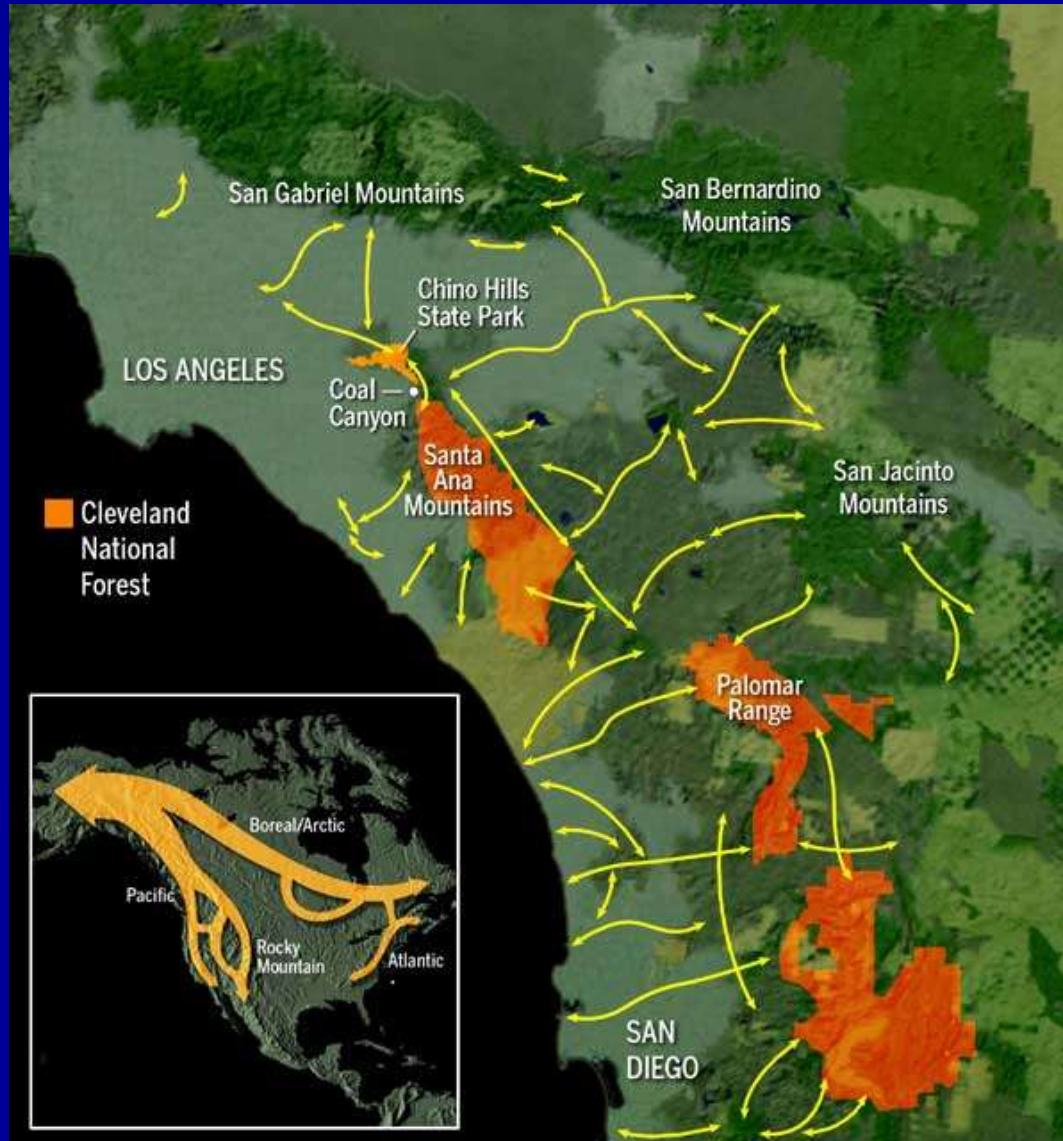 San Gabriel Mountains
San Bernardino
Mountains
Chino Hills
State Park
LOS ANGELES
Coal
Canyon
Santa
Ana
Mountains
San Jacinto
Mountains
Cleveland
National
Forest
Palomar
Range
Boreal/Arctic
Pacific
Rocky
Mountain
Atlantic
SAN
DIEGO